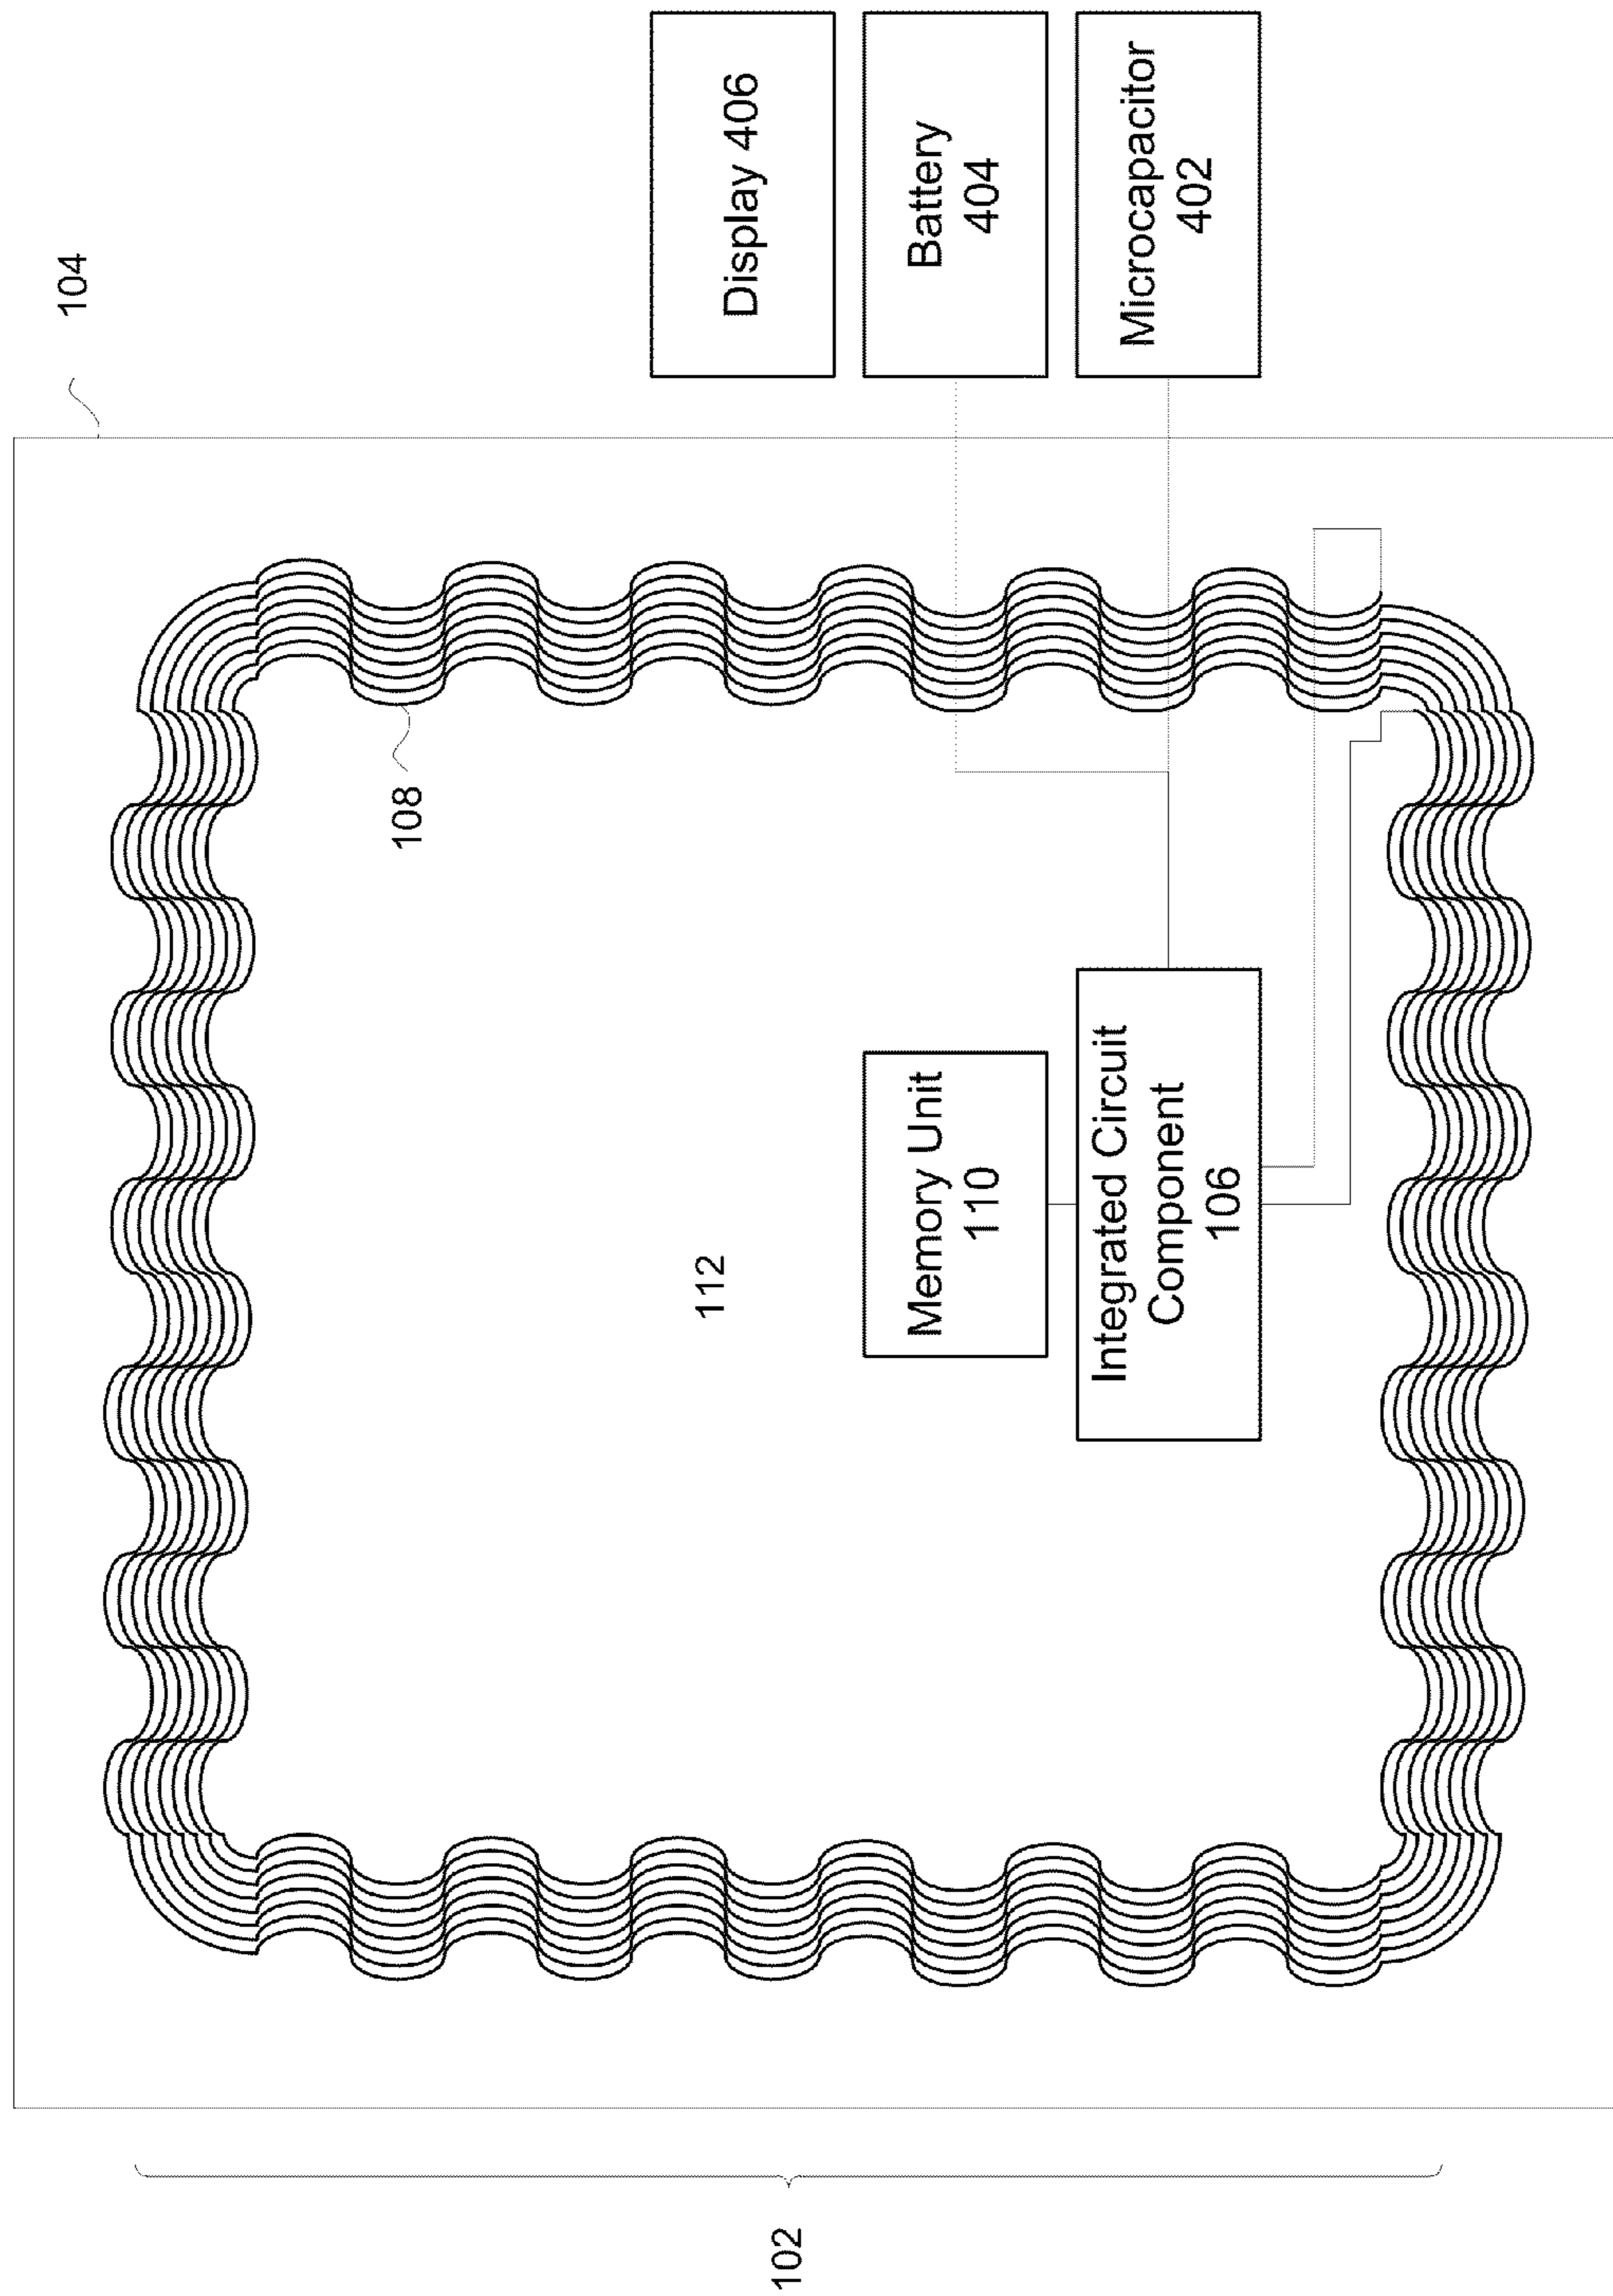 104
Display 406
Battery
404
Microcapacitor
402
108
112
Memory Unit
110
Integrated Circuit
Component
106
102